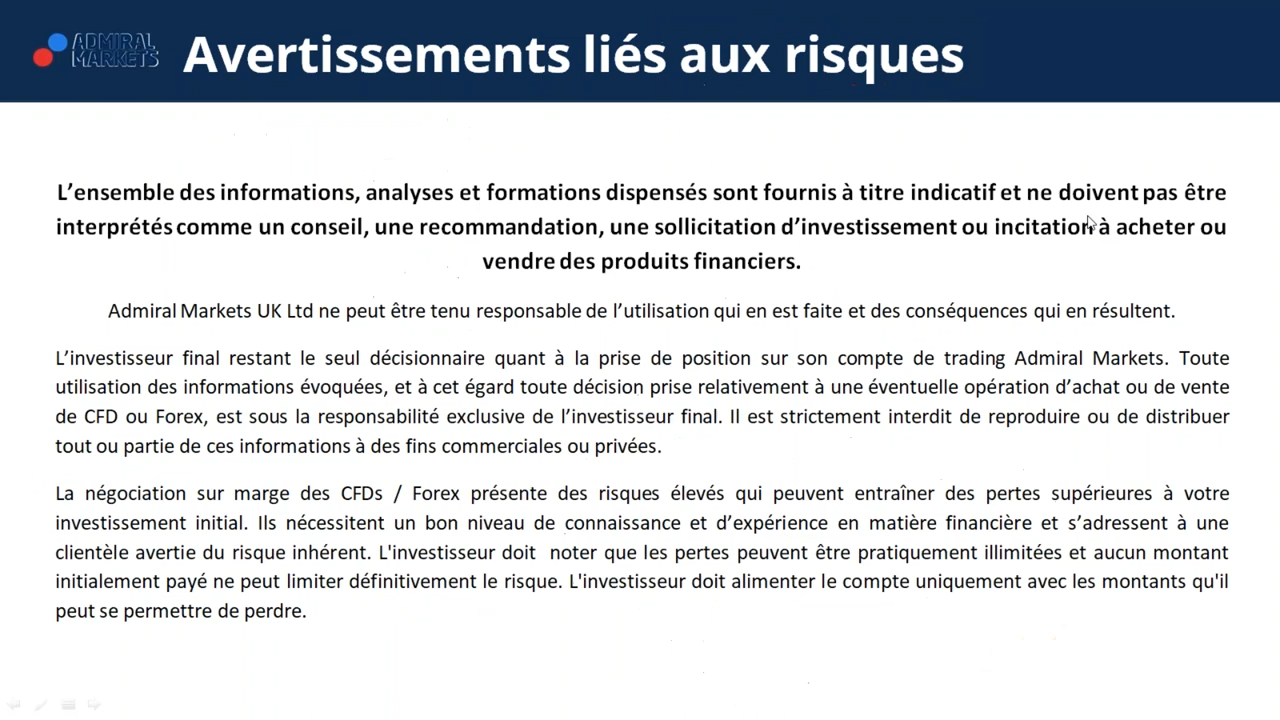 ADMIRAL
MARKETS
Avertissements liés aux risques
L’ensemble des informations, analyses et formations dispensés sont fournis à titre indicatif et ne doivent pas être
interprétés comme un conseil, une recommandation, une sollicitation d’investissement ou incitation à acheter ou
vendre des produits financiers.
Admiral Markets UK Ltd ne peut être tenu responsable de l’utilisation qui en est faite et des conséquences qui en résultent.
L’investisseur final restant le seul décisionnaire quant à la prise de position sur son compte de trading Admiral Markets. Toute
utilisation des informations évoquées, et à cet égard toute décision prise relativement à une éventuelle opération d’achat ou de vente
de CFD ou Forex, est sous la responsabilité exclusive de l’investisseur final. Il est strictement interdit de reproduire ou de distribuer
tout ou partie de ces informations à des fins commerciales ou privées.
La négociation sur marge des CFDs / Forex présente des risques élevés qui peuvent entraîner des pertes supérieures à votre
investissement initial. Ils nécessitent un bon niveau de connaissance et d’expérience en matière financière et s’adressent à une
clientèle avertie du risque inhérent. L'investisseur doit  noter que les pertes peuvent être pratiquement illimitées et aucun montant
initialement payé ne peut limiter définitivement le risque. L'investisseur doit alimenter le compte uniquement avec les montants qu'il
peut se permettre de perdre.